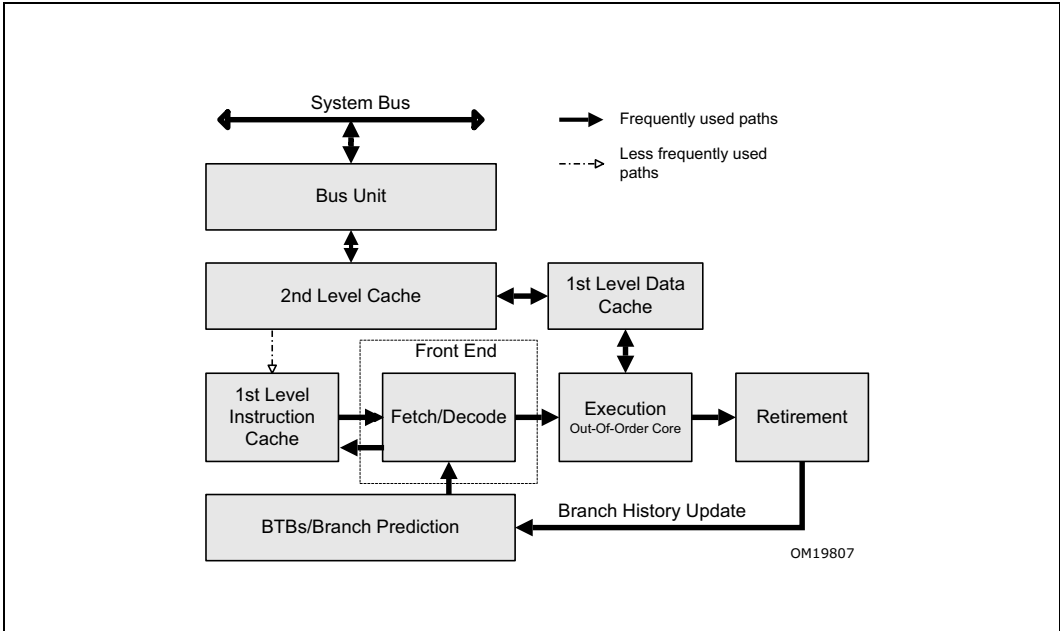 System Bus
Frequently used paths
Less frequently used
paths
Bus Unit
2nd Level Cache
1st Level Data
Cache
Front End
1st Level
Instruction
Cache
Fetch/Decode
Execution
Out-Of-Order Core
Retirement
BTBs/Branch Prediction
Branch History Update
OM19807